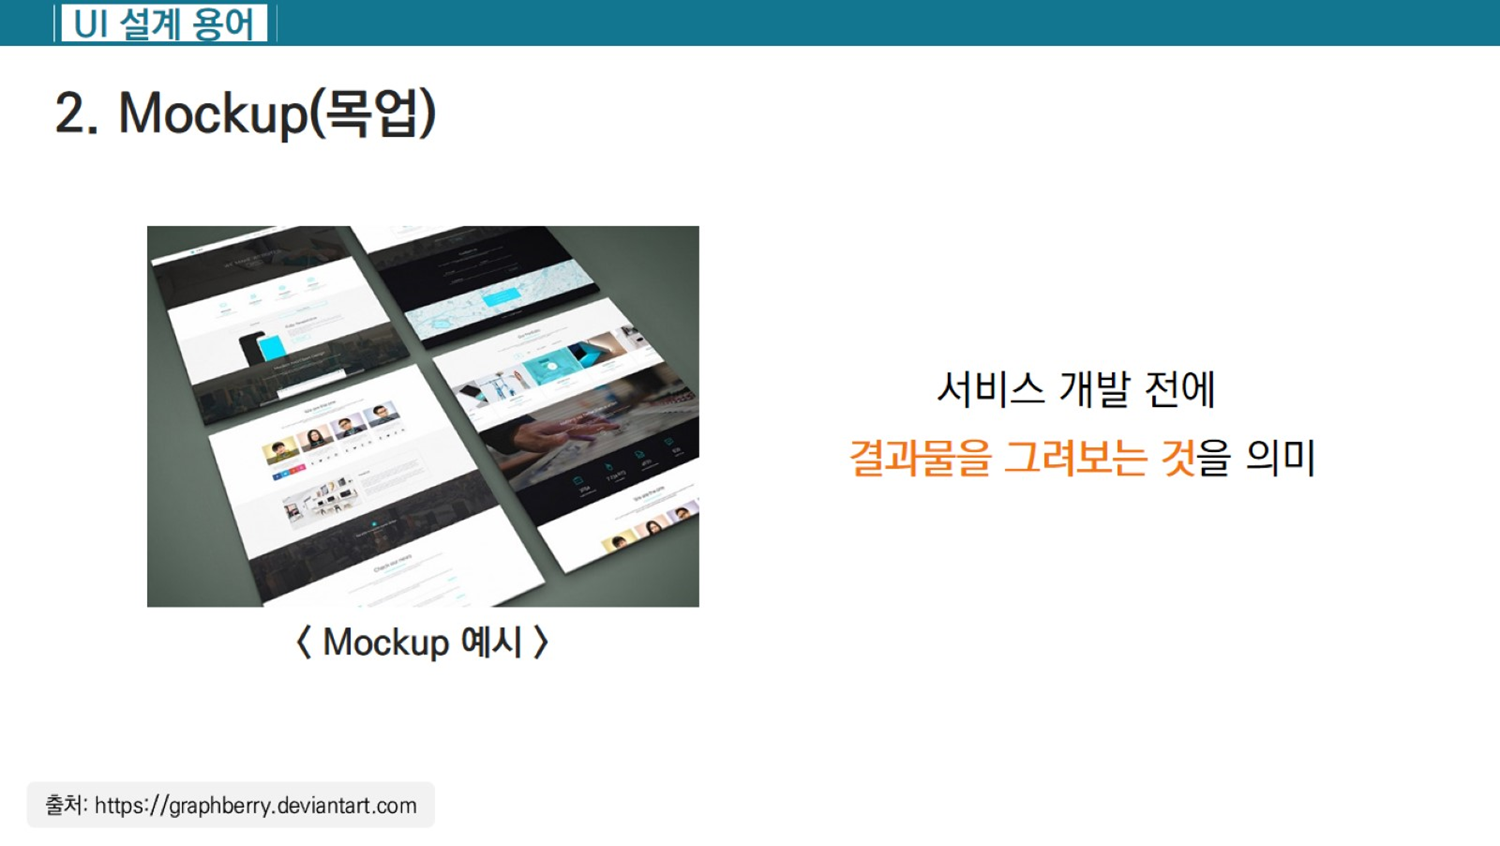 UI 설계 용어
2. Mockup(목업)
서비스 개발 전에
결과물을 그려보는 것을 의미
〈 Mockup 예시 〉
출처: https://graphberry.deviantart.com